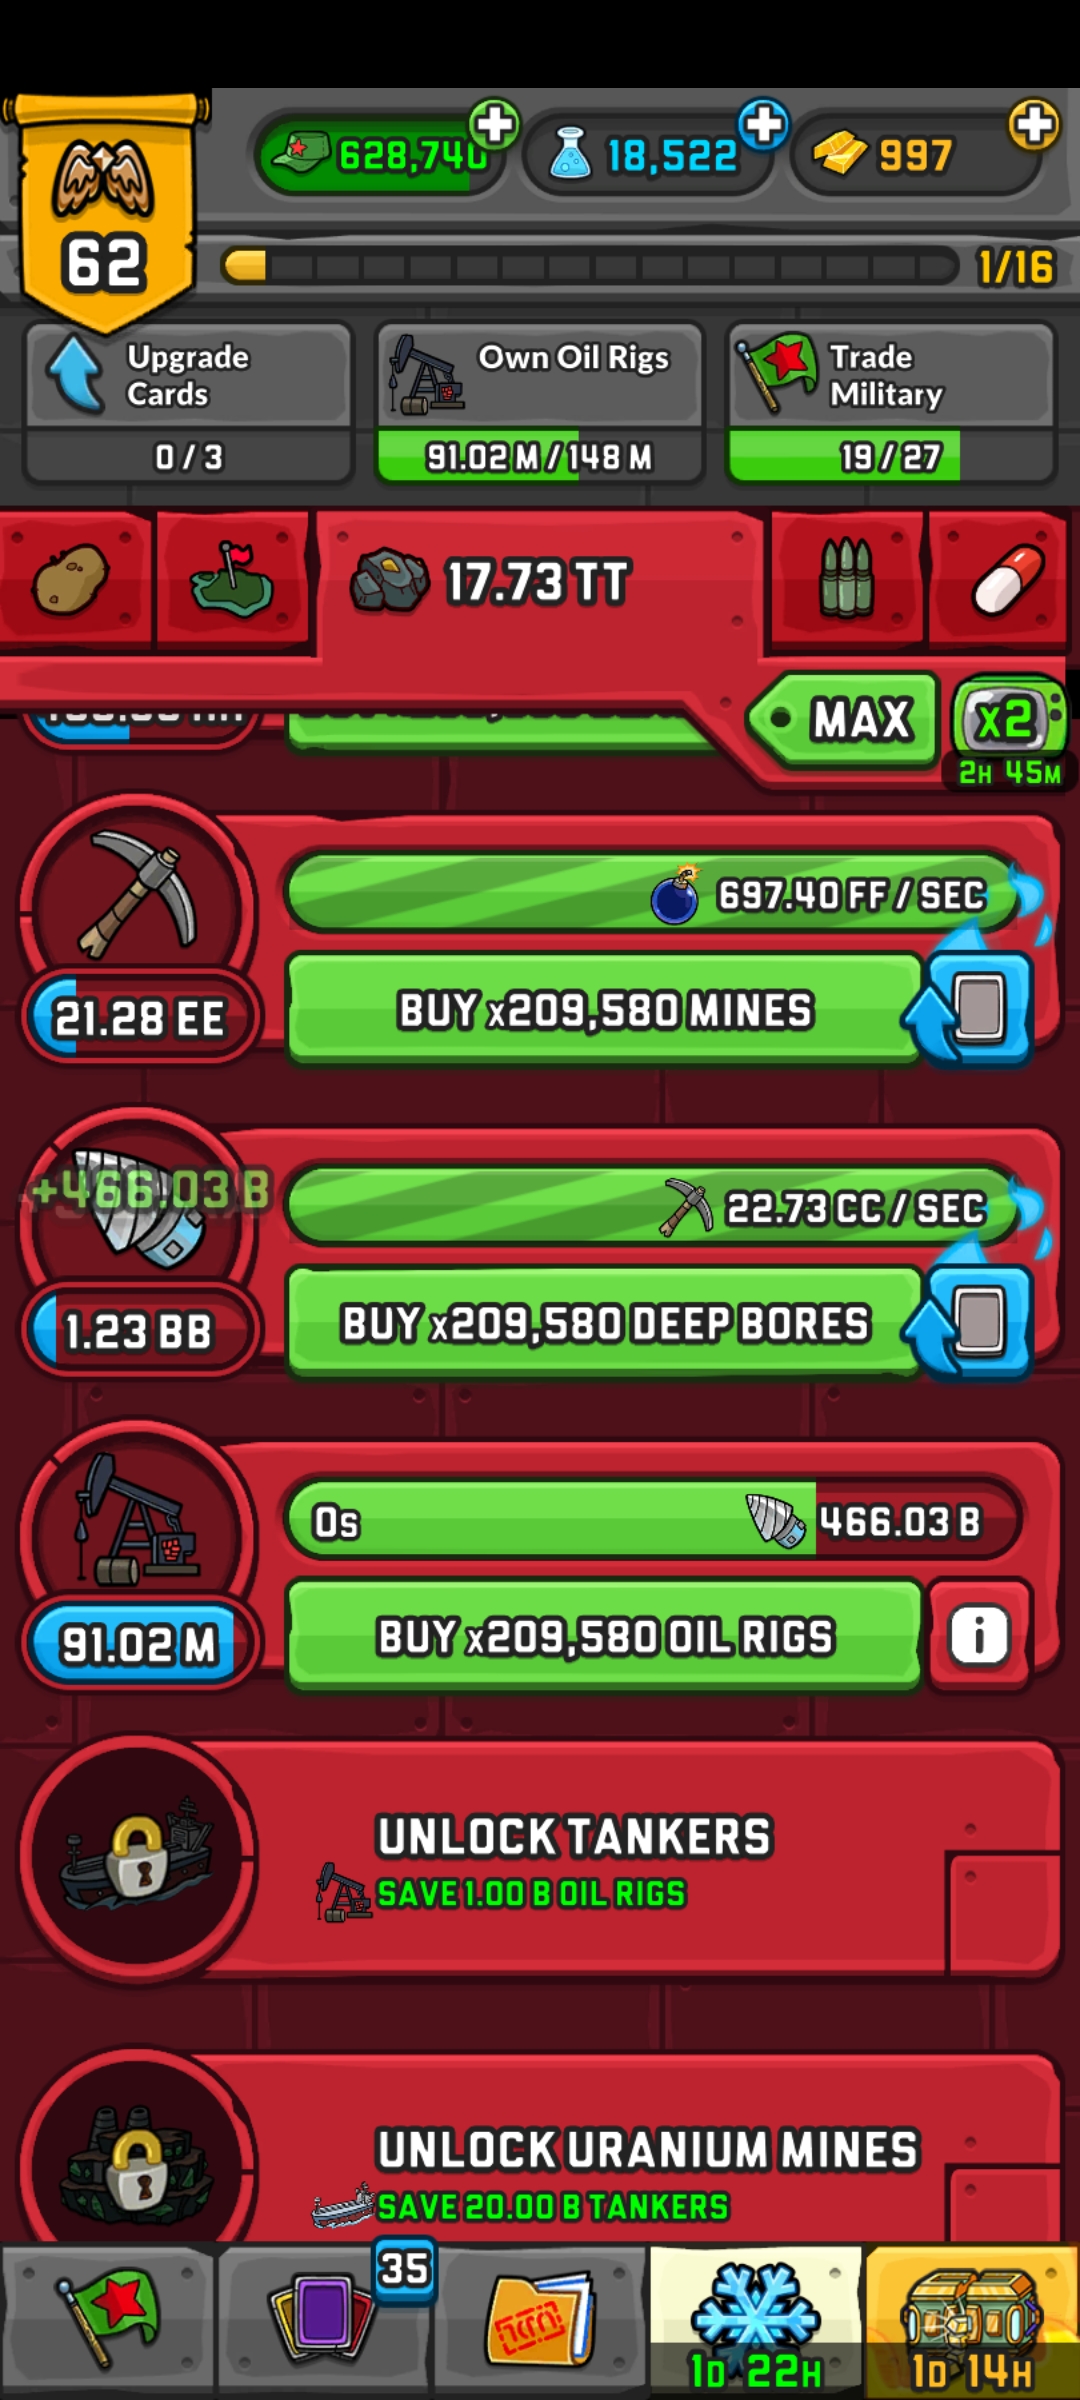 628,740
18,522
997
62
1/16
Upgrade
Cards
0 / 3
Own Oil Rigs
91.02 M / 148 M
Trade
Military
19 / 27
17.73 TT
MAX
x2
2H 45M
697.40 FF / SEC
21.28 EE
BUY x209,580 MINES
+466.03 B
22.73 CC / SEC
1.23 BB
BUY x209,580 DEEP BORES
0s
466.03 B
91.02 M
BUY x209,580 OIL RIGS
i
UNLOCK TANKERS
SAVE 1.00 B OIL RIGS
UNLOCK URANIUM MINES
SAVE 20.00 B TANKERS
35
1D 22H
1D 14H